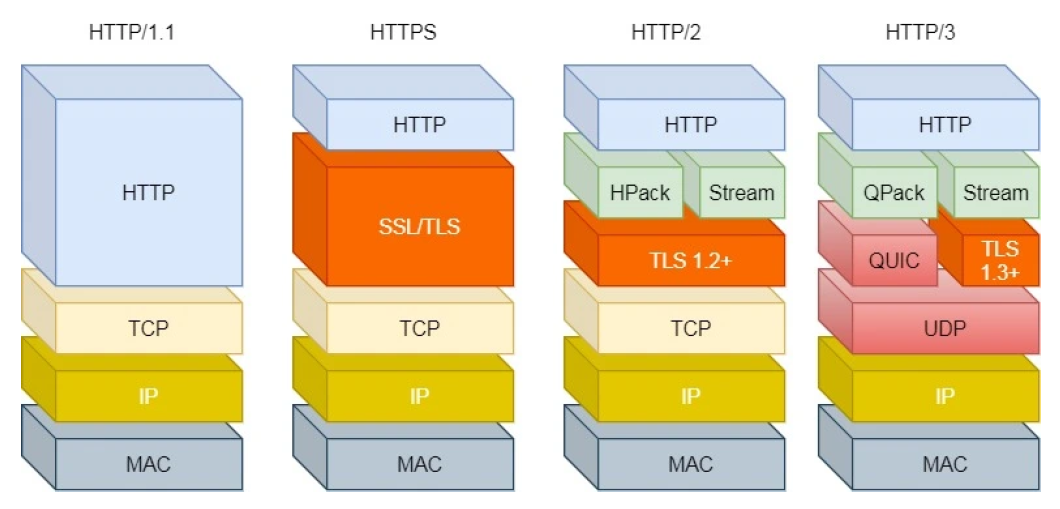 HTTP/1.1
HTTPS
HTTP/2
HTTP/3
HTTP
TCP
IP
MAC
HTTP
SSL/TLS
TCP
IP
MAC
HTTP
HPack
Stream
TLS 1.2+
TCP
IP
MAC
HTTP
QPack
Stream
QUIC
TLS
1.3+
UDP
IP
MAC